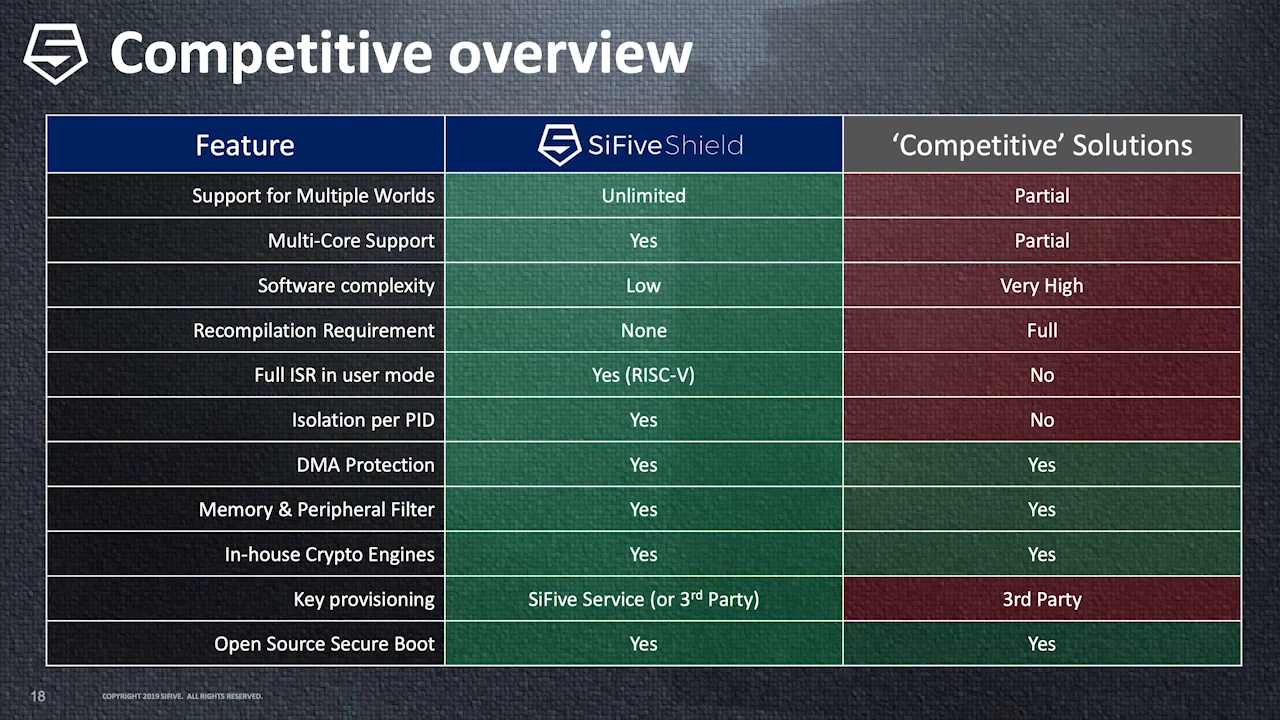 Competitive overview
Feature
SiFive Shield
‘Competitive’ Solutions
Support for Multiple Worlds
Unlimited
Partial
Multi-Core Support
Yes
Partial
Software complexity
Low
Very High
Recompilation Requirement
None
Full
Full ISR in user mode
Yes (RISC-V)
No
Isolation per PID
Yes
No
DMA Protection
Yes
Yes
Memory & Peripheral Filter
Yes
Yes
In-house Crypto Engines
Yes
Yes
Key provisioning
SiFive Service (or 3rd Party)
3rd Party
Open Source Secure Boot
Yes
Yes
18
COPYRIGHT 2019 SIFIVE. ALL RIGHTS RESERVED.